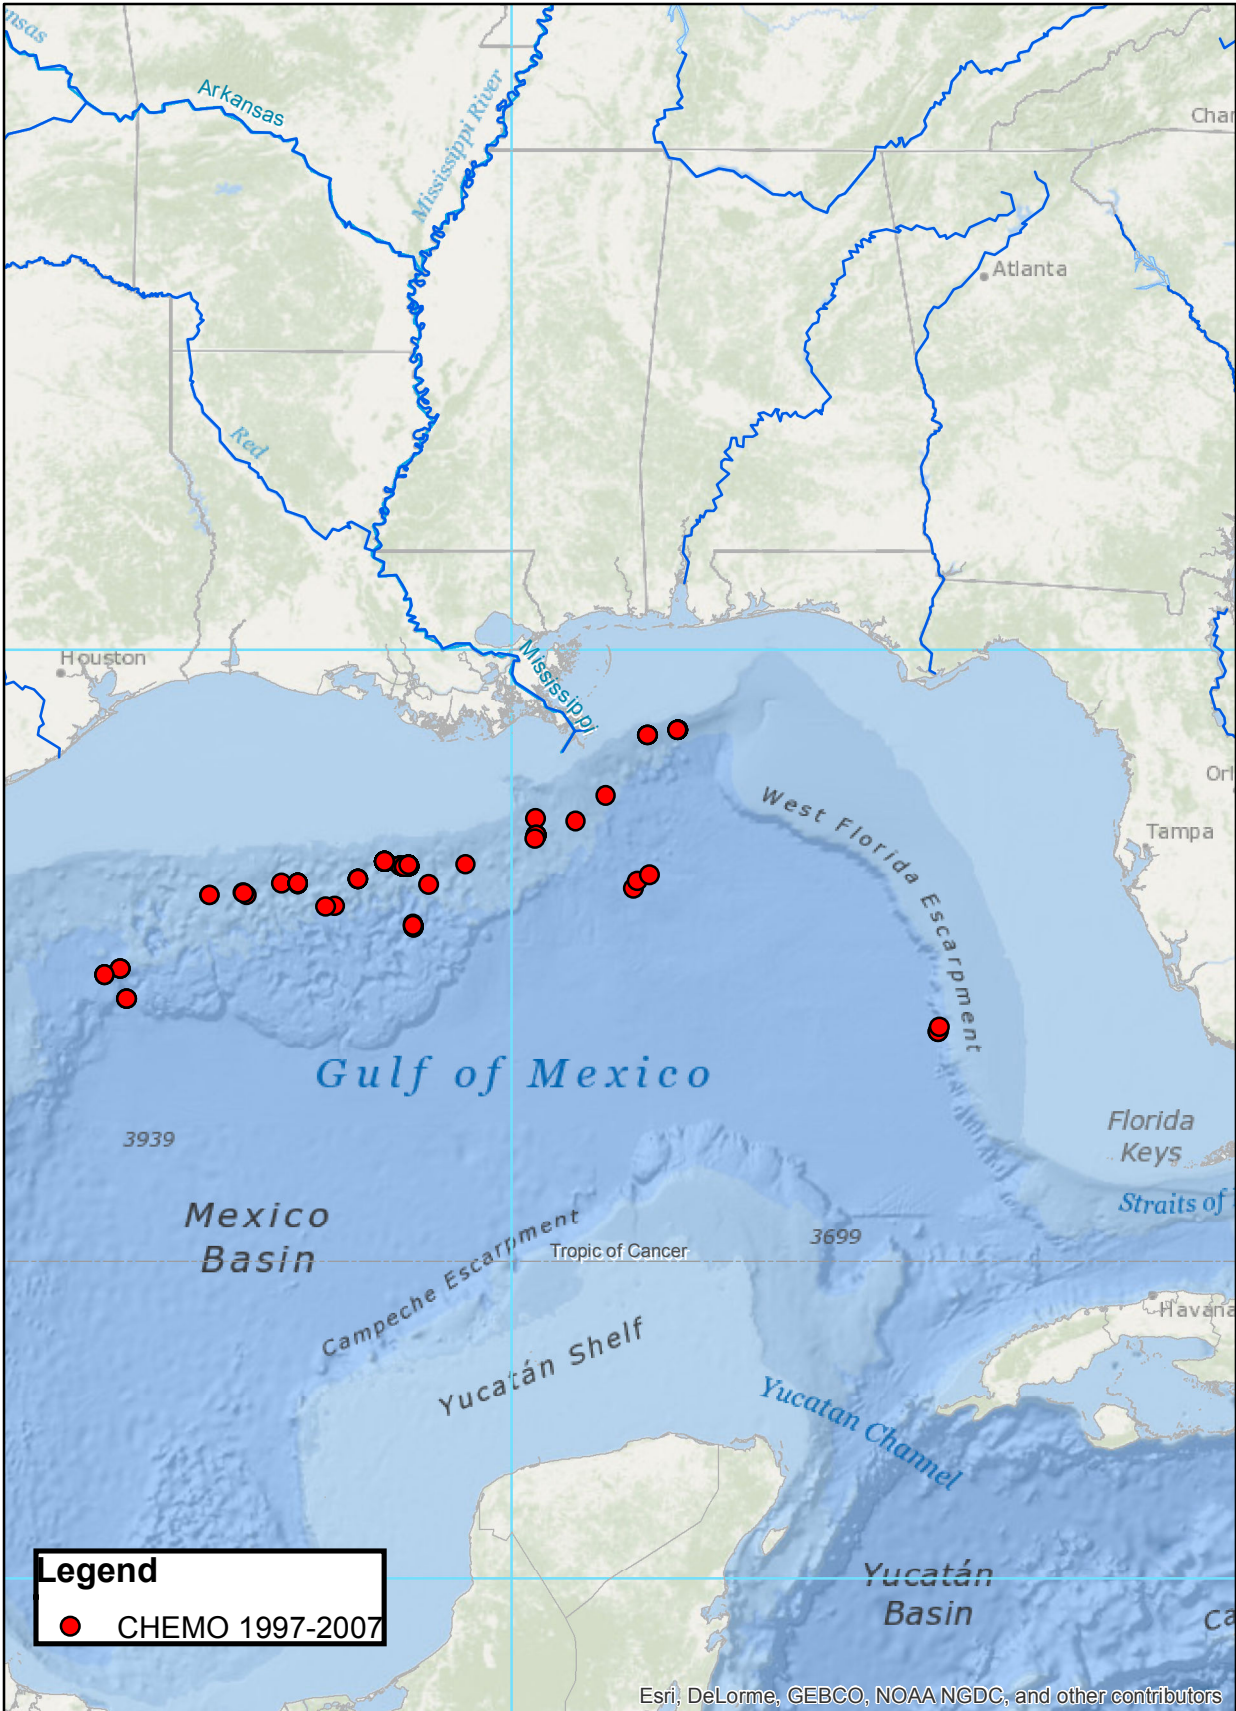 nsas
Arkansas
Mississippi River
Char
Atlanta
Red
Houston
Mississippi
Orl
West Florida Escarpment
Tampa
Gulf of Mexico
3939
Florida
Keys
Mexico
Basin
Straits of
Campeche Escarpment
Tropic of Cancer
3699
Havana
Yucatán Shelf
Yucatan Channel
Yucatán
Basin
Ca
Legend
CHEMO 1997-2007
Esri, DeLorme, GEBCO, NOAA NGDC, and other contributors